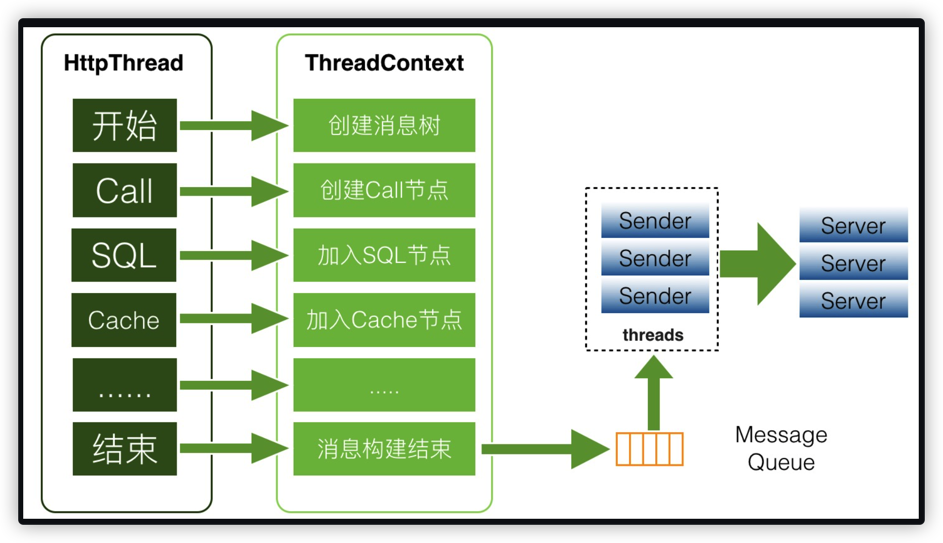 HttpThread
开始
Call
SQL
Cache
......
结束
ThreadContext
创建消息树
创建Call节点
加入SQL节点
加入Cache节点
.....
消息构建结束
Sender
Sender
Sender
threads
Server
Server
Server
Message
Queue